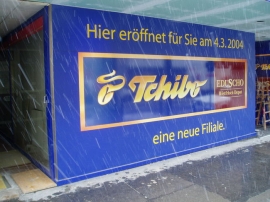 Hier eröffnet für Sie am 4.3.2004
Tchibo
EDUSCHO
eine neue Filiale.